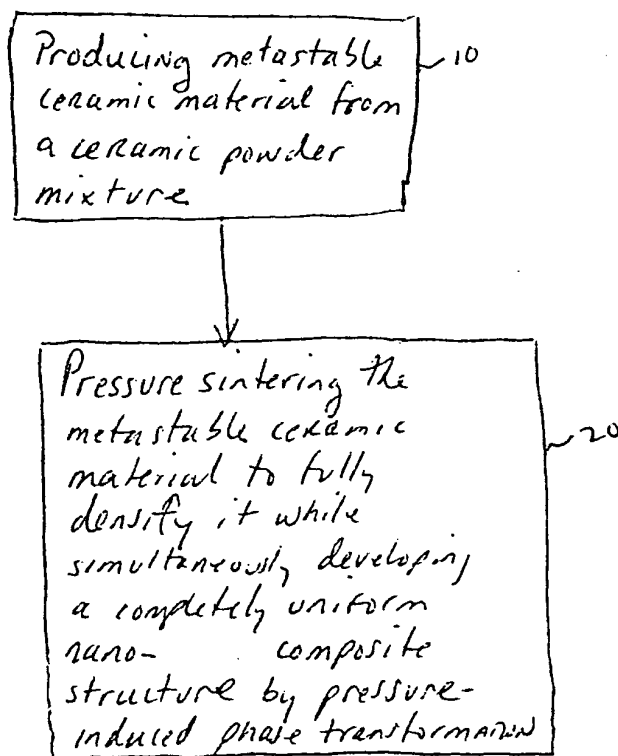 Producing metastable 10
ceramic material from
a ceramic powder
mixture
Pressure sintering the
metastable ceramic 20
material to fully
densify it while
simultaneously developing
a completely uniform
nano- composite
structure by pressure-
induced phase transformation